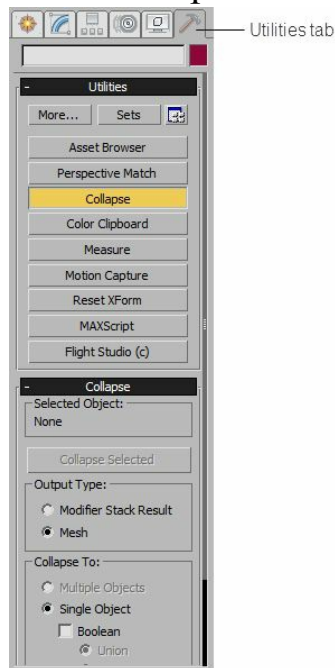 Utilities tab
- Utilities
More... Sets
Asset Browser
Perspective Match
Collapse
Color Clipboard
Measure
Motion Capture
Reset XForm
MAXScript
Flight Studio (c)
- Collapse
Selected Object:
None
Collapse Selected
Output Type:
Modifier Stack Result
Mesh
Collapse To:
Multiple Objects
Single Object
Boolean
Union